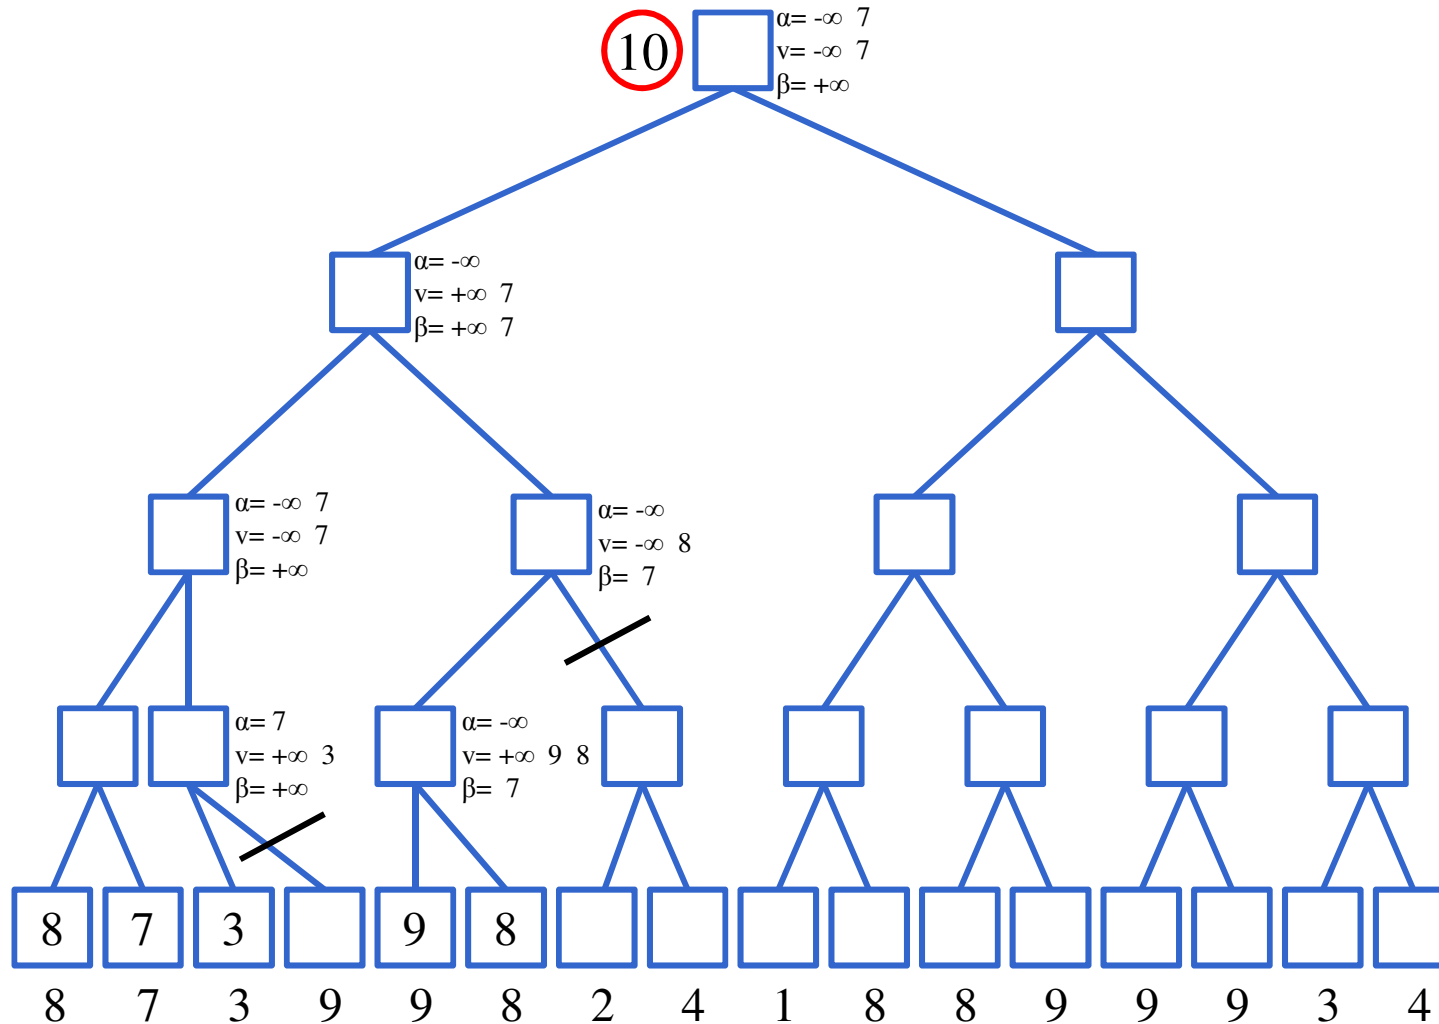 10
α= -∞ 7
v= -∞ 7
β= +∞
α= -∞
v= +∞ 7
β= +∞ 7
α= -∞ 7
v= -∞ 7
β= +∞
α= -∞
v= -∞ 8
β= 7
α= 7
v= +∞ 3
β= +∞
α= -∞
v= +∞ 9 8
β= 7
8 7 3 9 8
8 7 3 9 9 8 2 4 1 8 8 9 9 9 3 4